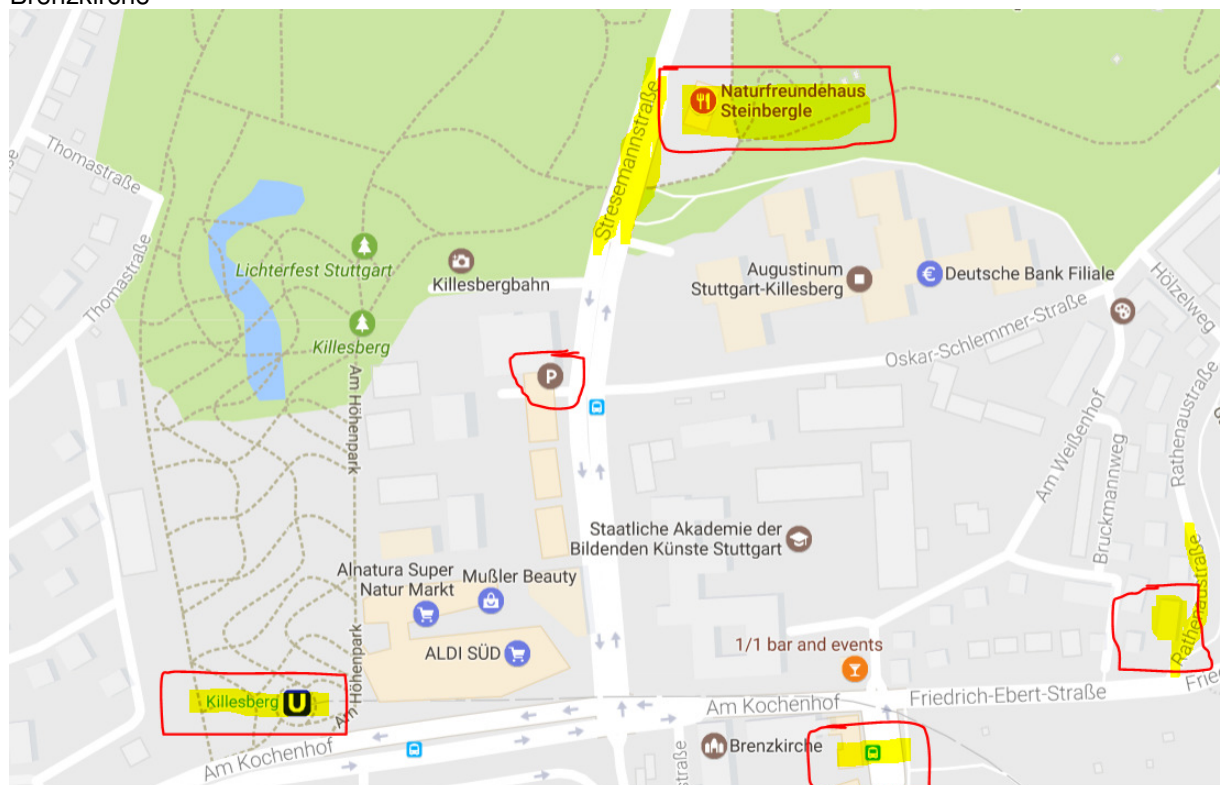 Brenzkirche
Naturfreundehaus
Steinbergle
Stresemannstraße
Thomastraße
Thomastraße
Lichterfest Stuttgart
Killesbergbahn
Augustinum
Stuttgart-Killesberg
Deutsche Bank Filiale
Hölzelweg
Killesberg
Oskar-Schlemmer-Straße
P
Am Höhenpark
Rathenaustraße
Am Weißenhof
Bruckmannweg
Staatliche Akademie der
Bildenden Künste Stuttgart
Alnatura Super
Natur Markt
Mußler Beauty
Rathenaustraße
ALDI SÜD
1/1 bar and events
Am Höhenpark
Killesberg U
Friedrich-Ebert-Straße
Am Kochenhof
Am Kochenhof
Brenzkirche